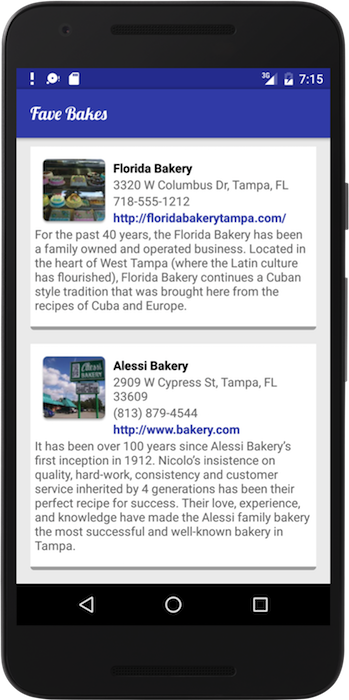 3G 7:15
Fave Bakes
Florida Bakery
3320 W Columbus Dr, Tampa, FL
718-555-1212
http://floridabakerytampa.com/
For the past 40 years, the Florida Bakery has been
a family owned and operated business. Located in
the heart of West Tampa (where the Latin culture
has flourished), Florida Bakery continues a Cuban
style tradition that was brought here from the
recipes of Cuba and Europe.
Alessi Bakery
2909 W Cypress St, Tampa, FL
33609
(813) 879-4544
http://www.bakery.com
It has been over 100 years since Alessi Bakery's
first inception in 1912. Nicolo's insistence on
quality, hard-work, consistency and customer
service inherited by 4 generations has been their
perfect recipe for success. Their love, experience,
and knowledge have made the Alessi family bakery
the most successful and well-known bakery in
Tampa.